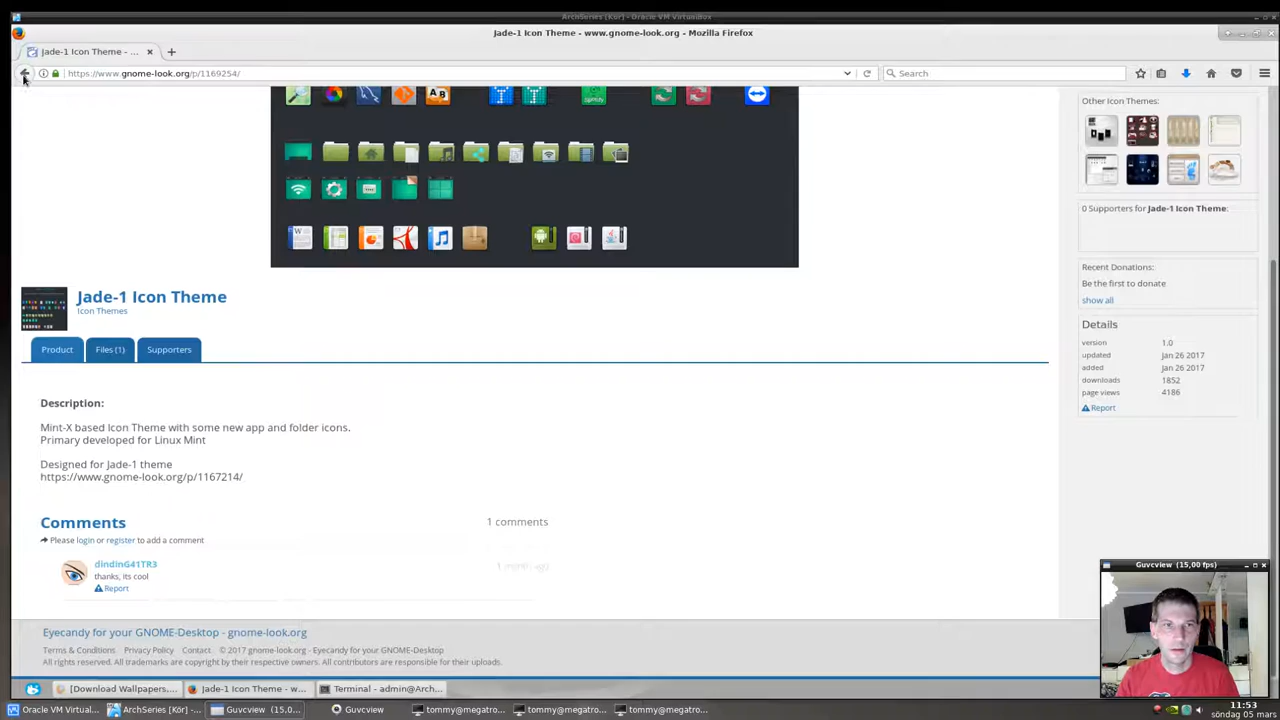 ArchSeries [Kör] - Oracle VM VirtualBox
Jade-1 Icon Theme - www.gnome-look.org - Mozilla Firefox
Jade-1 Icon Theme - ...
https://www.gnome-look.org/p/1169254/
Search
AB
spotify
Other Icon Themes:
0 Supporters for Jade-1 Icon Theme:
W
Recent Donations:
Be the first to donate
show all
Jade-1 Icon Theme
Icon Themes
Details
version 1.0
updated Jan 26 2017
added Jan 26 2017
downloads 1852
page views 4186
Report
Product Files (1) Supporters
Description:
Mint-X based Icon Theme with some new app and folder icons.
Primary developed for Linux Mint
Designed for Jade-1 theme
https://www.gnome-look.org/p/1167214/
Comments 1 comments
Please login or register to add a comment
dindinG41TR3 1 month ago
thanks, its cool
Report
Guvcview (15,00 fps)
Eyecandy for your GNOME-Desktop - gnome-look.org
Terms & Conditions Privacy Policy Contact © 2017 gnome-look.org - Eyecandy for your GNOME-Desktop
All rights reserved. All trademarks are copyright by their respective owners. All contributors are responsible for their uploads.
[Download Wallpapers,... Jade-1 Icon Theme - w... Terminal - admin@Arch...
Oracle VM Virtual... ArchSeries [Kör] -... Guvcview (15,0... Guvcview tommy@megatro... tommy@megatro... tommy@megatro...
11:53
söndag 05 mars